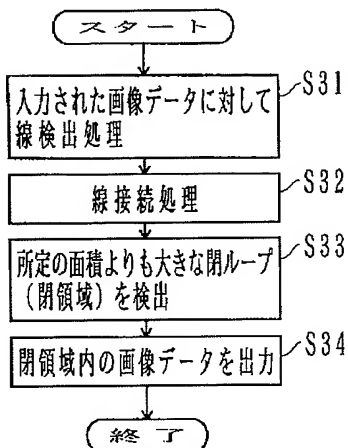 スタート
入力された画像データに対して
線検出処理
S31
線接続処理
S32
所定の面積よりも大きな閉ループ
(閉領域)を検出
S33
閉領域内の画像データを出力
S34
終了